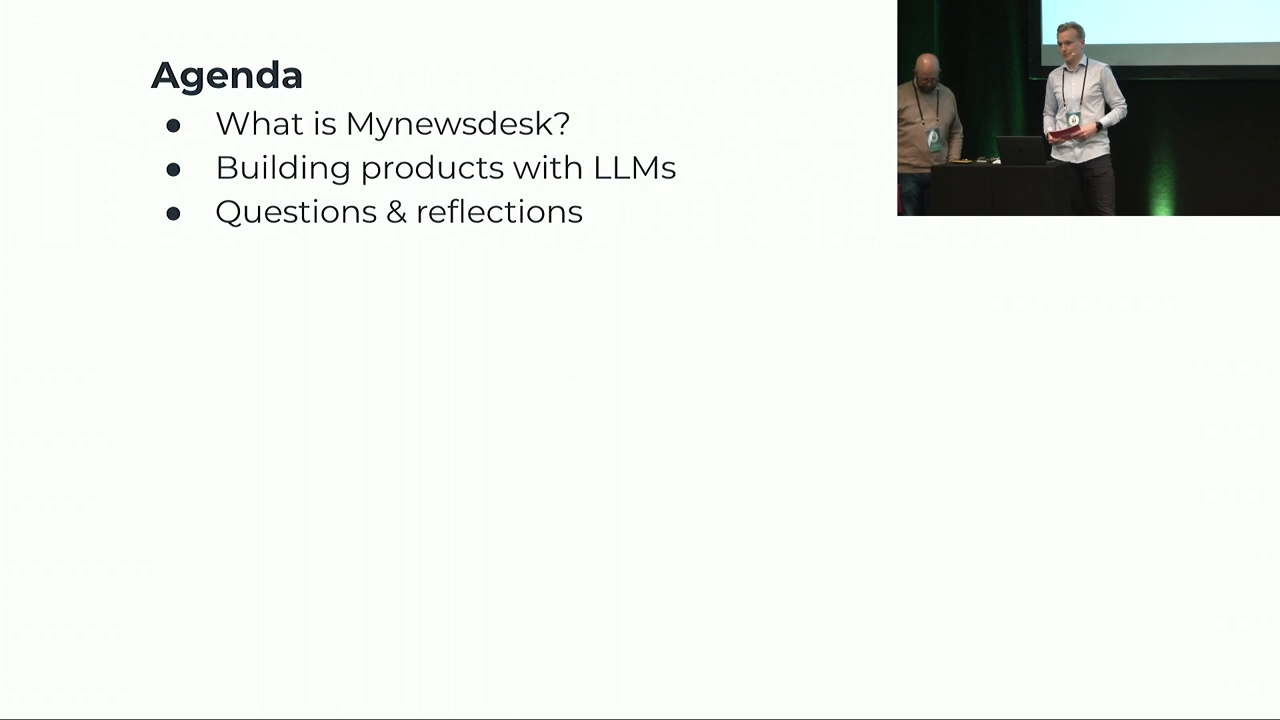 Agenda
● What is Mynewsdesk?
● Building products with LLMs
● Questions & reflections